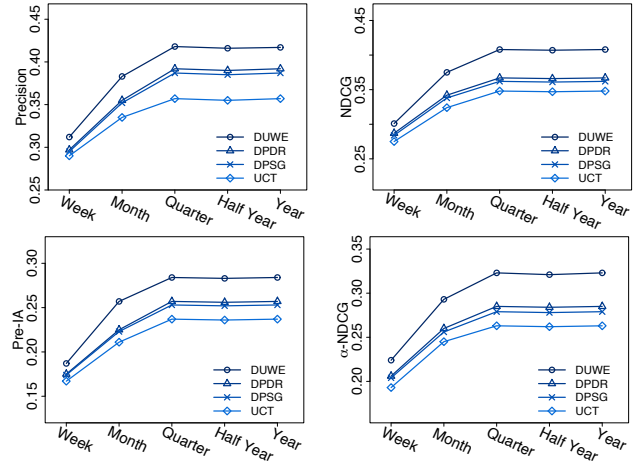 Precision
0.25 0.30 0.35 0.40
DUWE
DPDR
DPSG
UCT
Week Month Quarter Half Year Year
NDCG
0.25 0.35 0.45
DUWE
DPDR
DPSG
UCT
Week Month Quarter Half Year Year
Pre-IA
0.15 0.20 0.25 0.30
DUWE
DPDR
DPSG
UCT
Week Month Quarter Half Year Year
α-NDCG
0.20 0.25 0.30 0.35
DUWE
DPDR
DPSG
UCT
Week Month Quarter Half Year Year